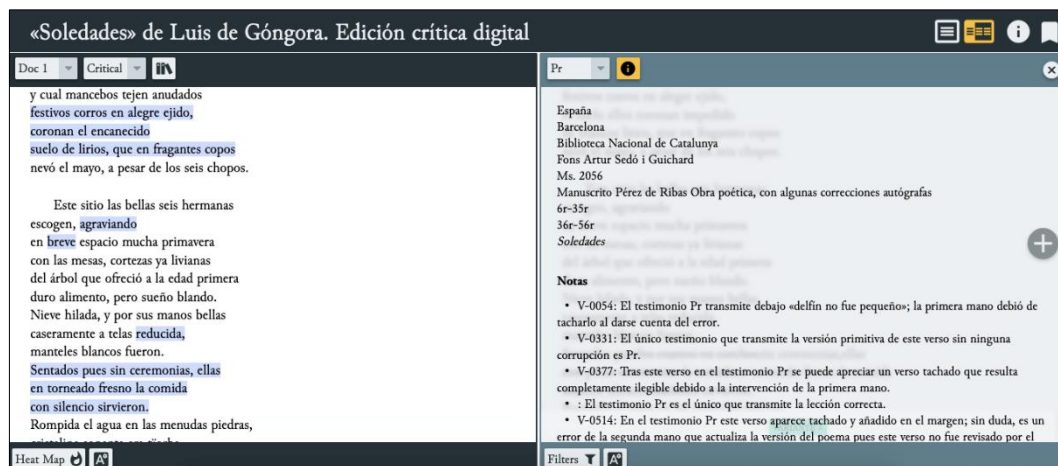 «Soledades» de Luis de Góngora. Edición crítica digital
Doc 1 Critical
y cual mancebos tejen anudados
festivos corros en alegre ejido,
coronan el encanecido
suelo de lirios, que en fragantes copos
nevó el mayo, a pesar de los seis chopos.
Este sitio las bellas seis hermanas
escogen, agraviando
en breve espacio mucha primavera
con las mesas, cortezas ya livianas
del árbol que ofreció a la edad primera
duro alimento, pero sueño blando.
Nieve hilada, y por sus manos bellas
caseramente a telas reducida,
manteles blancos fueron.
Sentados pues sin ceremonias, ellas
en torneado fresno la comida
con silencio sirvieron.
Rompida el agua en las menudas piedras,
Heat Map
Pr
España
Barcelona
Biblioteca Nacional de Catalunya
Fons Artur Sedó i Guichard
Ms. 2056
Manuscrito Pérez de Ribas Obra poética, con algunas correcciones autógrafas
6r-35r
36r-56r
Soledades
Notas
• V-0054: El testimonio Pr transmite debajo «delfín no fue pequeño»; la primera mano debió de
tacharlo al darse cuenta del error.
• V-0331: El único testimonio que transmite la versión primitiva de este verso sin ninguna
corrupción es Pr.
• V-0377: Tras este verso en el testimonio Pr se puede apreciar un verso tachado que resulta
completamente ilegible debido a la intervención de la primera mano.
• : El testimonio Pr es el único que transmite la lección correcta.
• V-0514: En el testimonio Pr este verso aparece tachado y añadido en el margen; sin duda, es un
error de la segunda mano que actualiza la versión del poema pues este verso no fue revisado por el
Filters